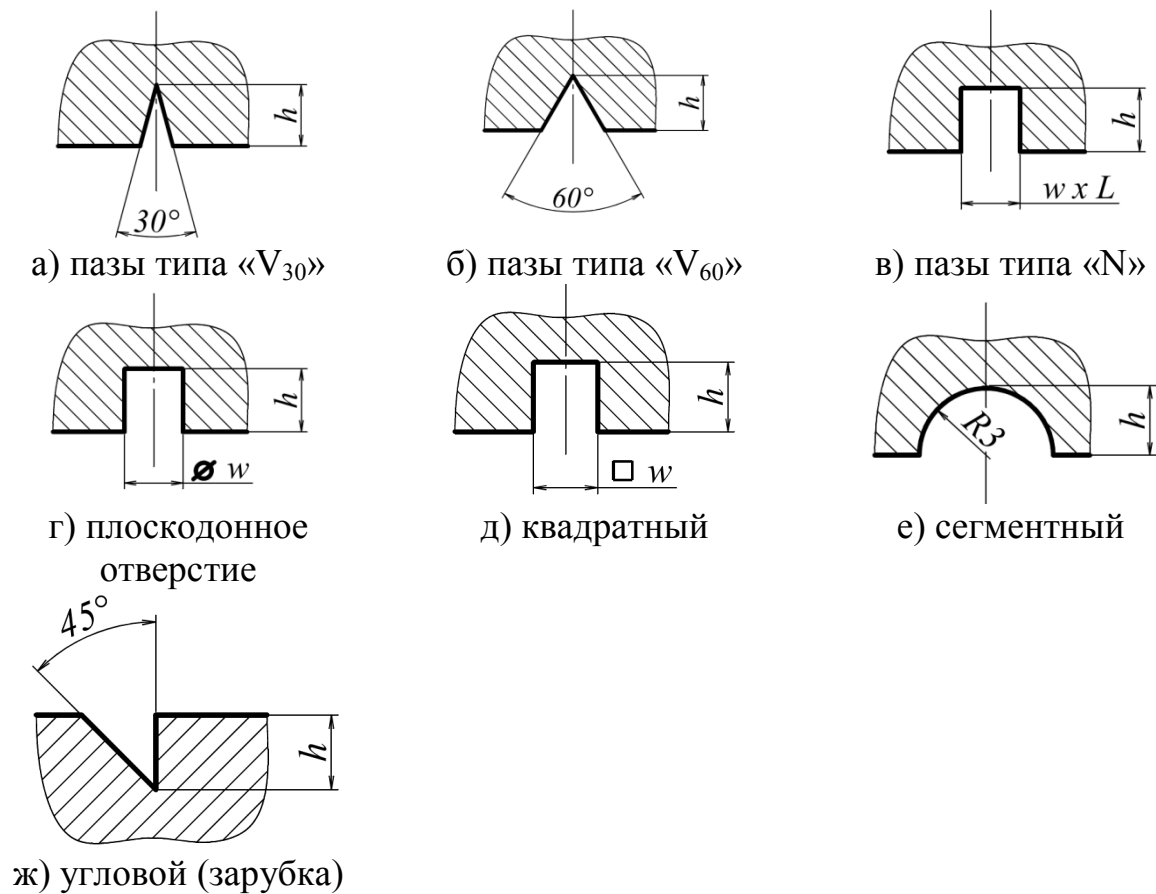 h
30°
а) пазы типа «V₃₀»
h
60°
б) пазы типа «V₆₀»
h
w x L
в) пазы типа «N»
h
⌀ w
г) плоскодонное
отверстие
h
□ w
д) квадратный
h
R3
е) сегментный
45°
h
ж) угловой (зарубка)